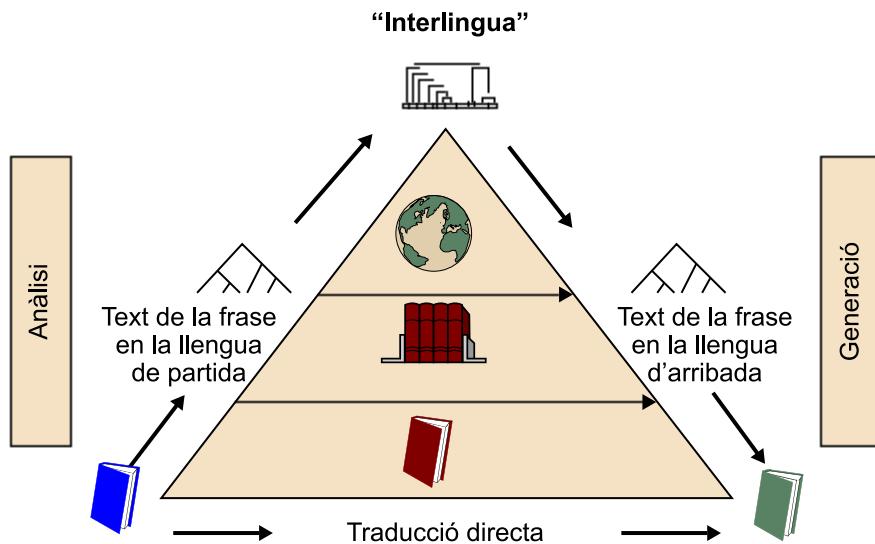 “Interlingua”
Anàlisi
Text de la frase
en la llengua
de partida
Text de la frase
en la llengua
d’arribada
Generació
Traducció directa